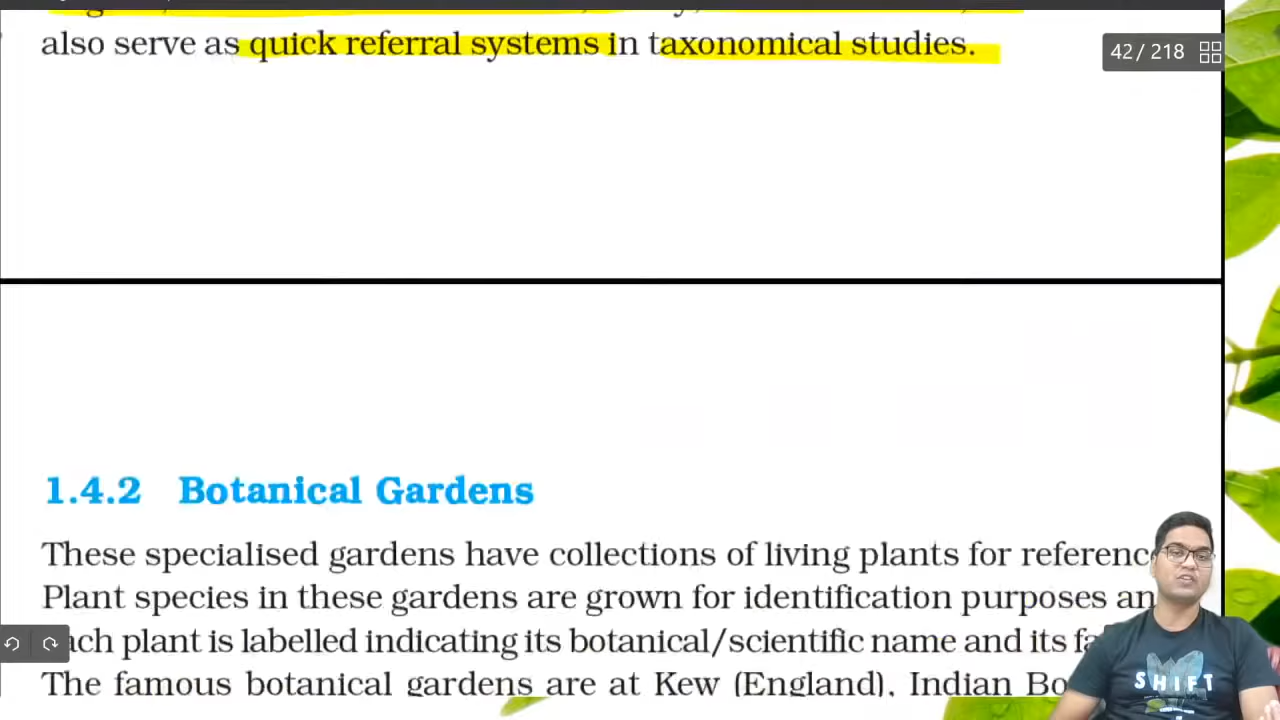 also serve as quick referral systems in taxonomical studies.
42 / 218
1.4.2 Botanical Gardens
These specialised gardens have collections of living plants for referenc
Plant species in these gardens are grown for identification purposes an
ach plant is labelled indicating its botanical/scientific name and its fa
The famous botanical gardens are at Kew (England), Indian Bo
SHIFT